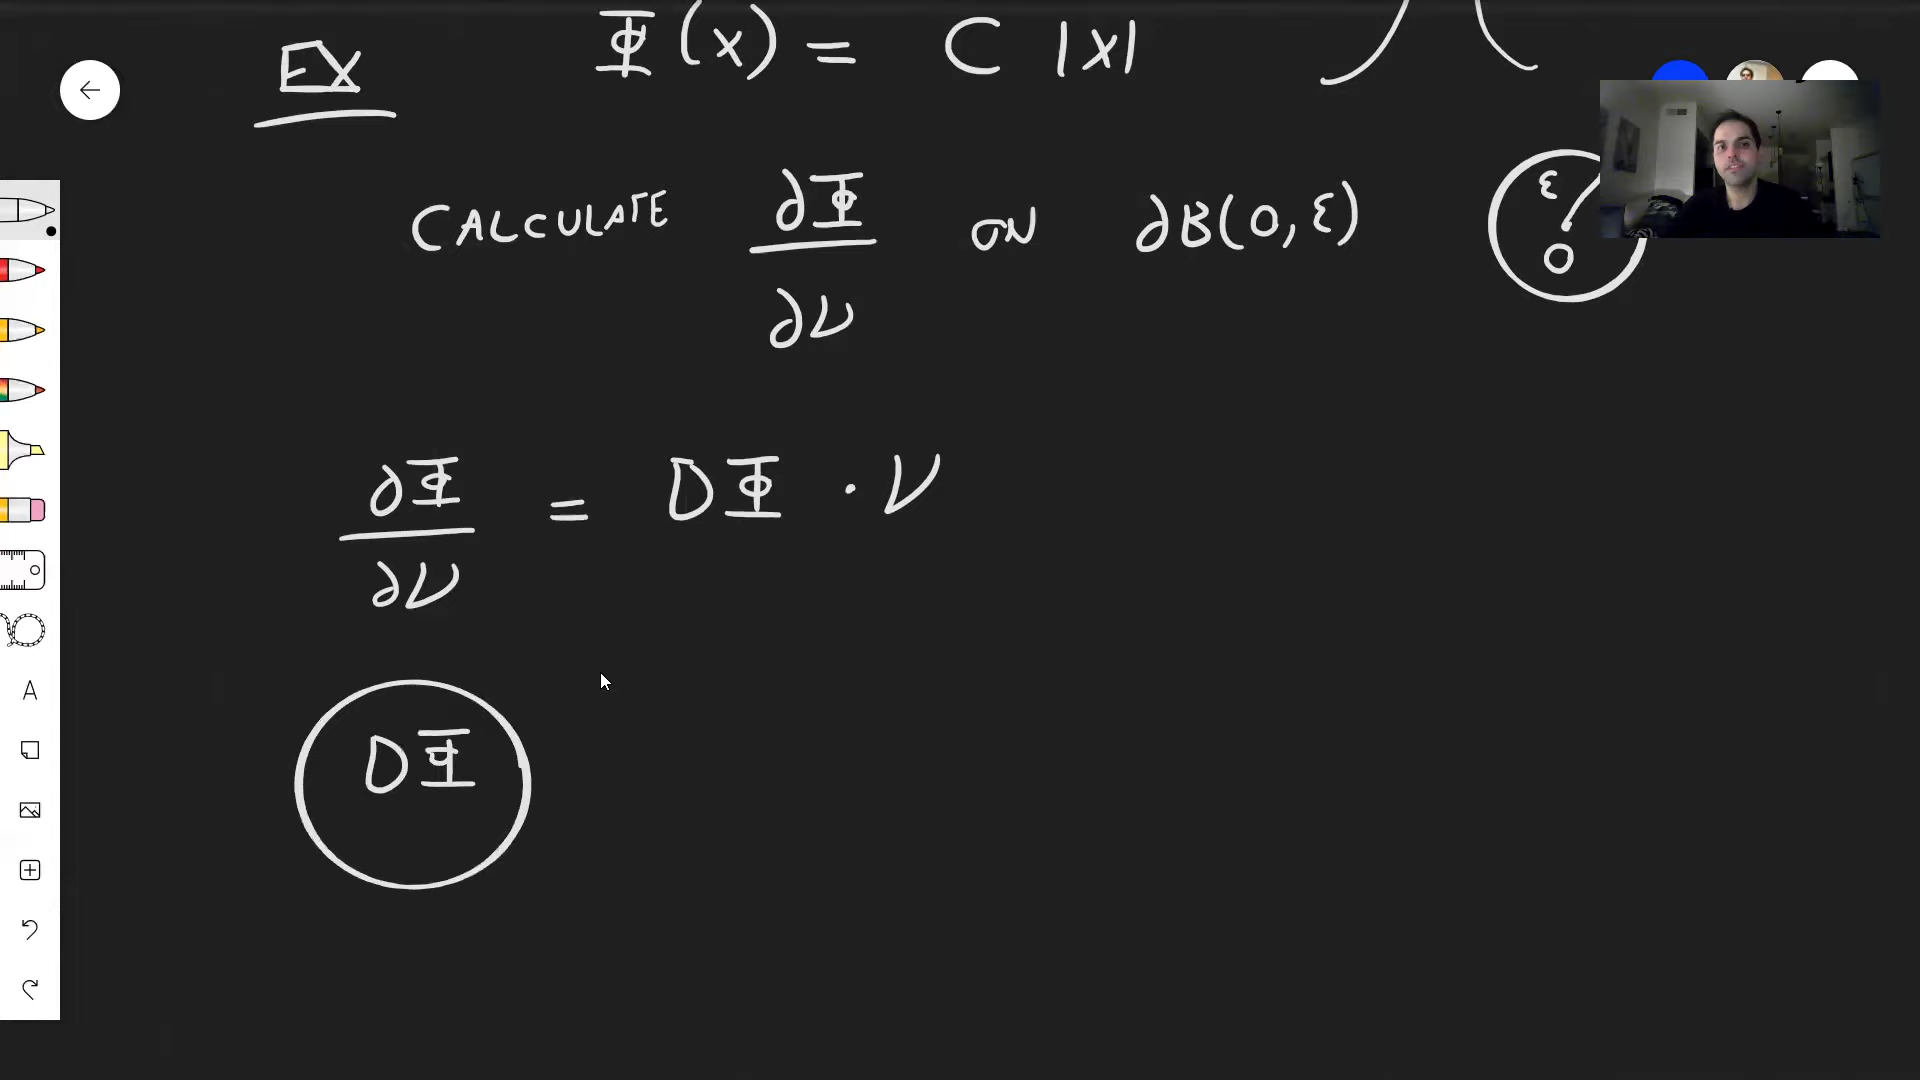 EX Φ(x) = C |x|
CALCULATE ∂Φ/∂ν ON ∂B(0,ε)
ε
0
∂Φ/∂ν = DΦ · ν
DΦ
A